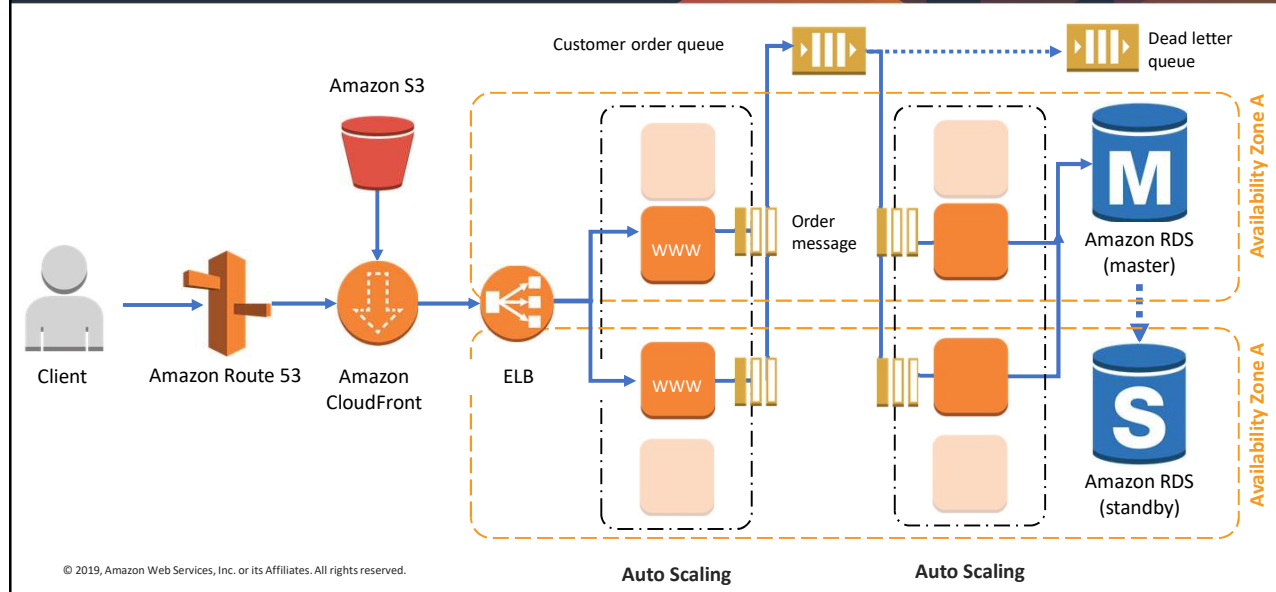 Customer order queue
Dead letter
queue
Amazon S3
Availability Zone A
M
WWW
Order
message
Amazon RDS
(master)
Client
Amazon Route 53
Amazon
CloudFront
ELB
WWW
S
Availability Zone A
Amazon RDS
(standby)
© 2019, Amazon Web Services, Inc. or its Affiliates. All rights reserved.
Auto Scaling
Auto Scaling